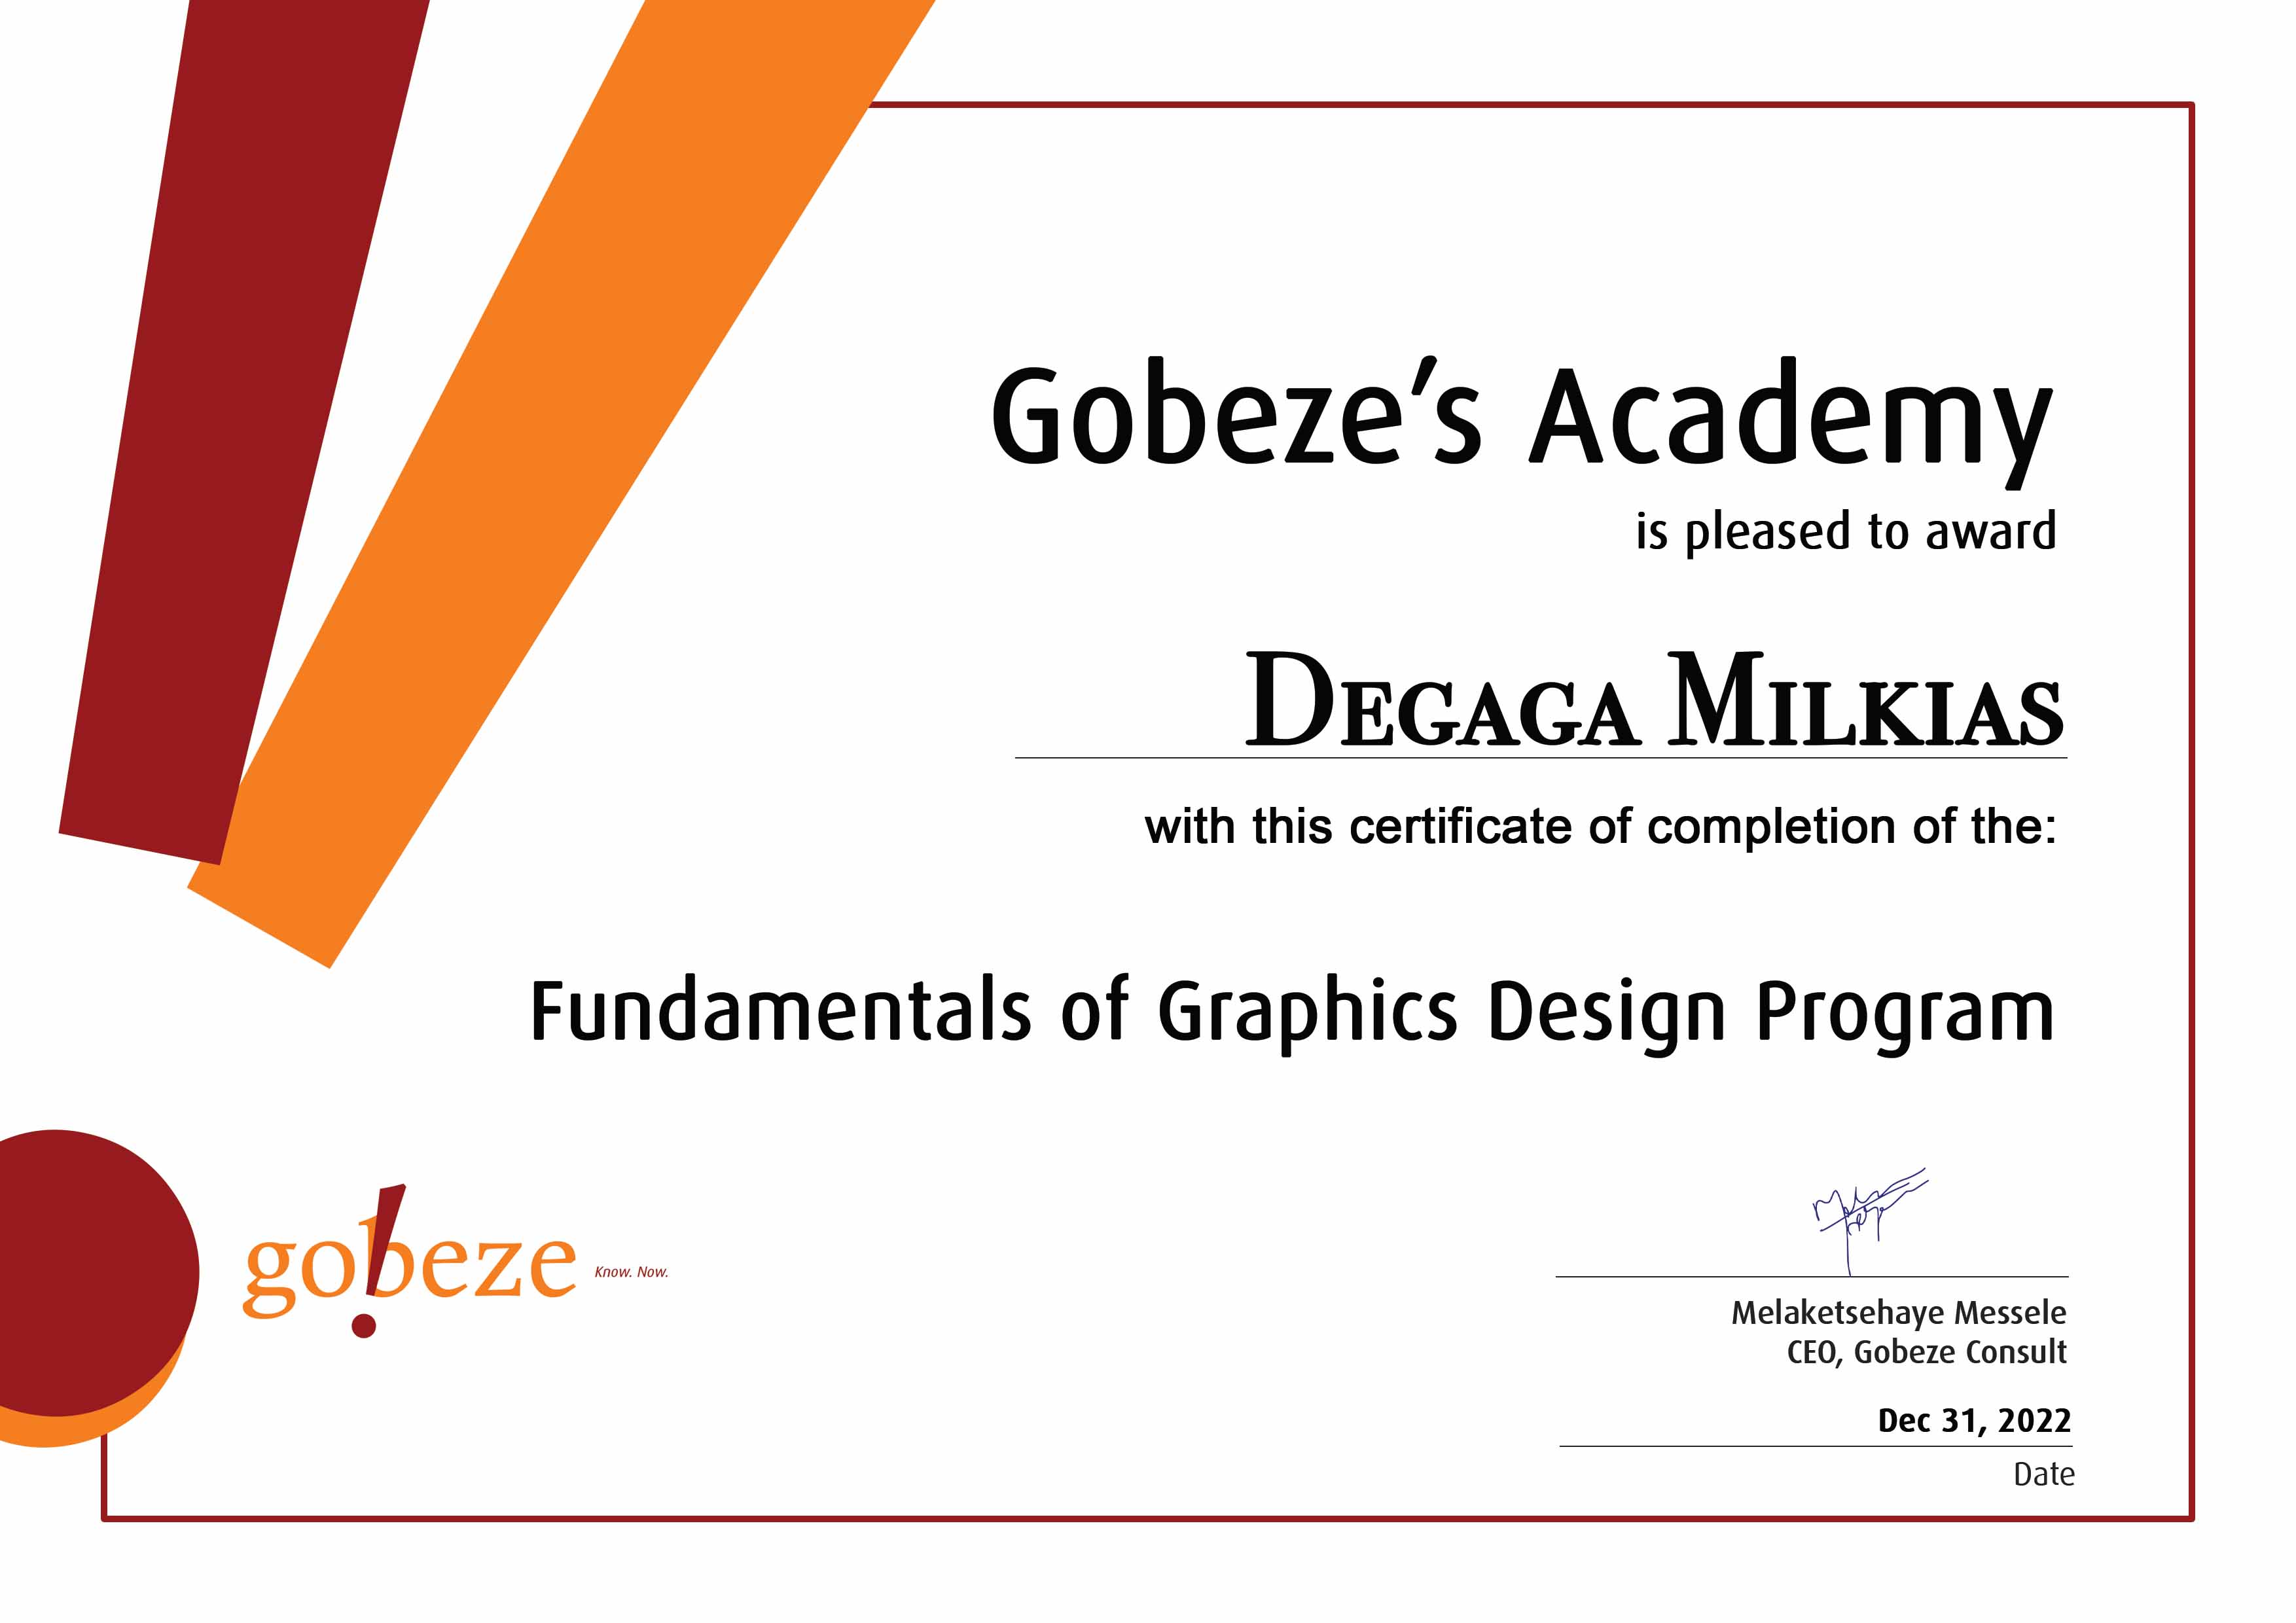 Gobeze's Academy
is pleased to award
Degaga Milkias
with this certificate of completion of the:
Fundamentals of Graphics Design Program
gobeze Know. Now.
Melaketsehaye Messele
CEO, Gobeze Consult
Dec 31, 2022
Date